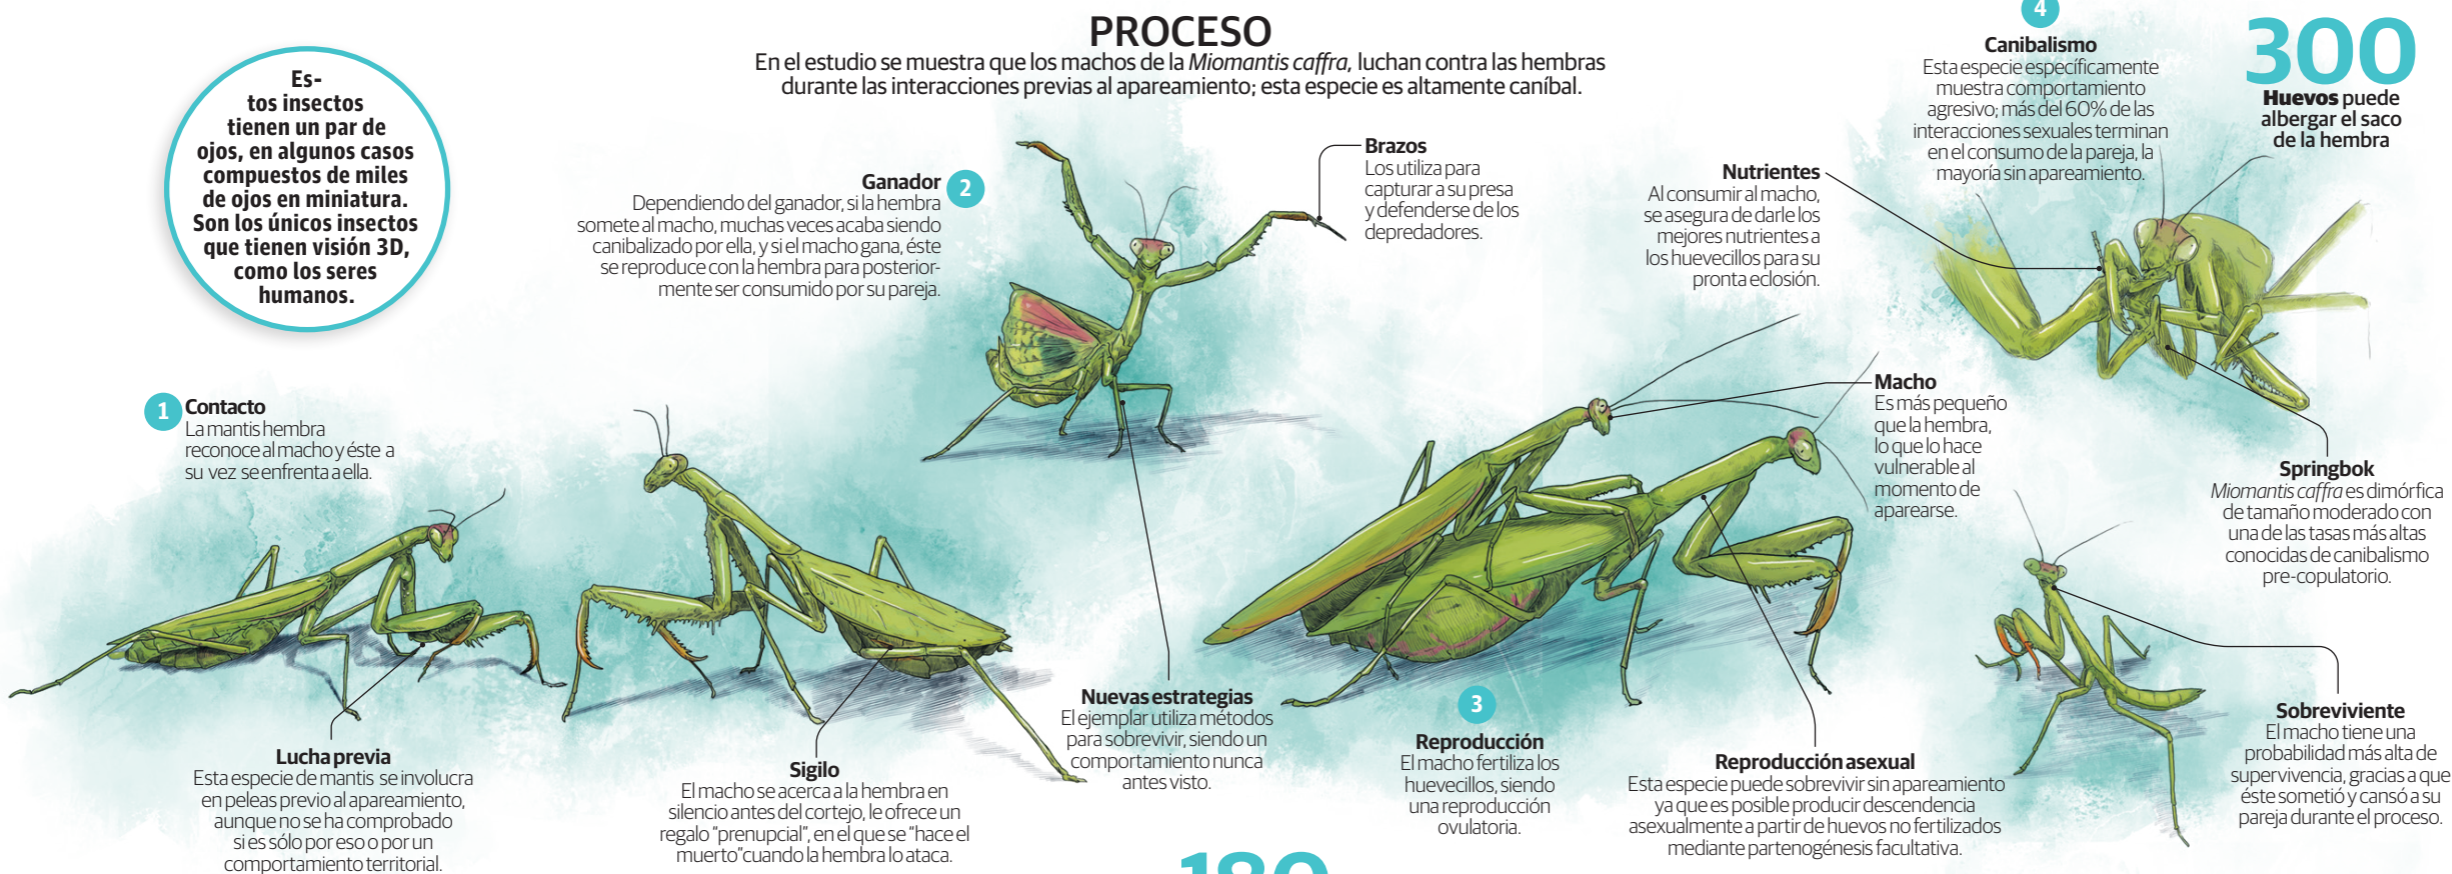 PROCESO
En el estudio se muestra que los machos de la Miomantis caffra, luchan contra las hembras
durante las interacciones previas al apareamiento; esta especie es altamente caníbal.
Es-
tos insectos
tienen un par de
ojos, en algunos casos
compuestos de miles
de ojos en miniatura.
Son los únicos insectos
que tienen visión 3D,
como los seres
humanos.
1
Contacto
La mantis hembra
reconoce al macho y éste a
su vez se enfrenta a ella.
Lucha previa
Esta especie de mantis se involucra
en peleas previo al apareamiento,
aunque no se ha comprobado
si es sólo por eso o por un
comportamiento territorial.
Sigilo
El macho se acerca a la hembra en
silencio antes del cortejo, le ofrece un
regalo "prenupcial", en el que se "hace el
muerto"cuando la hembra lo ataca.
Ganador
2
Dependiendo del ganador, si la hembra
somete al macho, muchas veces acaba siendo
canibalizado por ella, y si el macho gana, éste
se reproduce con la hembra para posterior-
mente ser consumido por su pareja.
Brazos
Los utiliza para
capturar a su presa
y defenderse de los
depredadores.
Nuevas estrategias
El ejemplar utiliza métodos
para sobrevivir, siendo un
comportamiento nunca
antes visto.
3
Reproducción
El macho fertiliza los
huevecillos, siendo
una reproducción
ovulatoria.
Macho
Es más pequeño
que la hembra,
lo que lo hace
vulnerable al
momento de
aparearse.
Reproducción asexual
Esta especie puede sobrevivir sin apareamiento
ya que es posible producir descendencia
asexualmente a partir de huevos no fertilizados
mediante partenogénesis facultativa.
4
Canibalismo
Esta especie específicamente
muestra comportamiento
agresivo; más del 60% de las
interacciones sexuales terminan
en el consumo de la pareja, la
mayoría sin apareamiento.
Nutrientes
Al consumir al macho,
se asegura de darle los
mejores nutrientes a
los huevecillos para su
pronta eclosión.
300
Huevos puede
albergar el saco
de la hembra
Springbok
Miomantis caffra es dimórfica
de tamaño moderado con
una de las tasas más altas
conocidas de canibalismo
pre-copulatorio.
Sobreviviente
El macho tiene una
probabilidad más alta de
supervivencia, gracias a que
éste sometió y cansó a su
pareja durante el proceso.
180